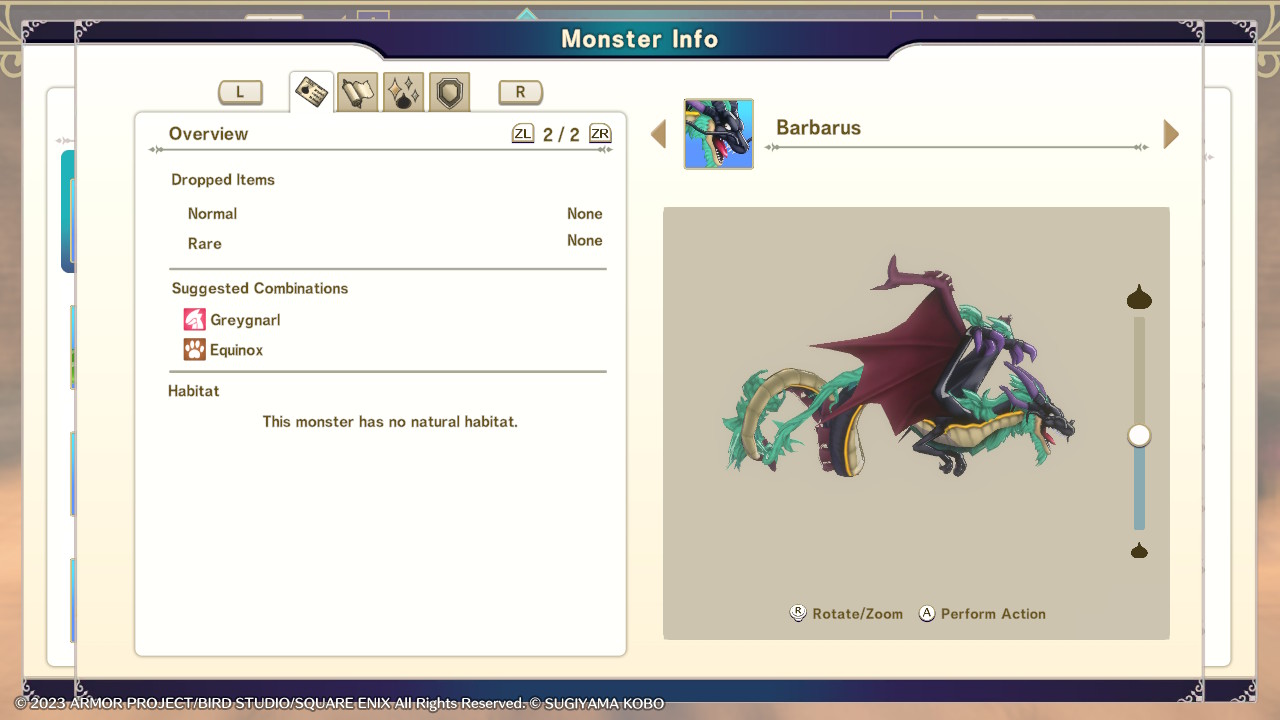 Monster Info
L
R
Overview
ZL 2 / 2 ZR
Dropped Items
Normal None
Rare None
Suggested Combinations
Greygnarl
Equinox
Habitat
This monster has no natural habitat.
Barbarus
R Rotate/Zoom A Perform Action
© 2023 ARMOR PROJECT/BIRD STUDIO/SQUARE ENIX All Rights Reserved. © SUGIYAMA KOBO